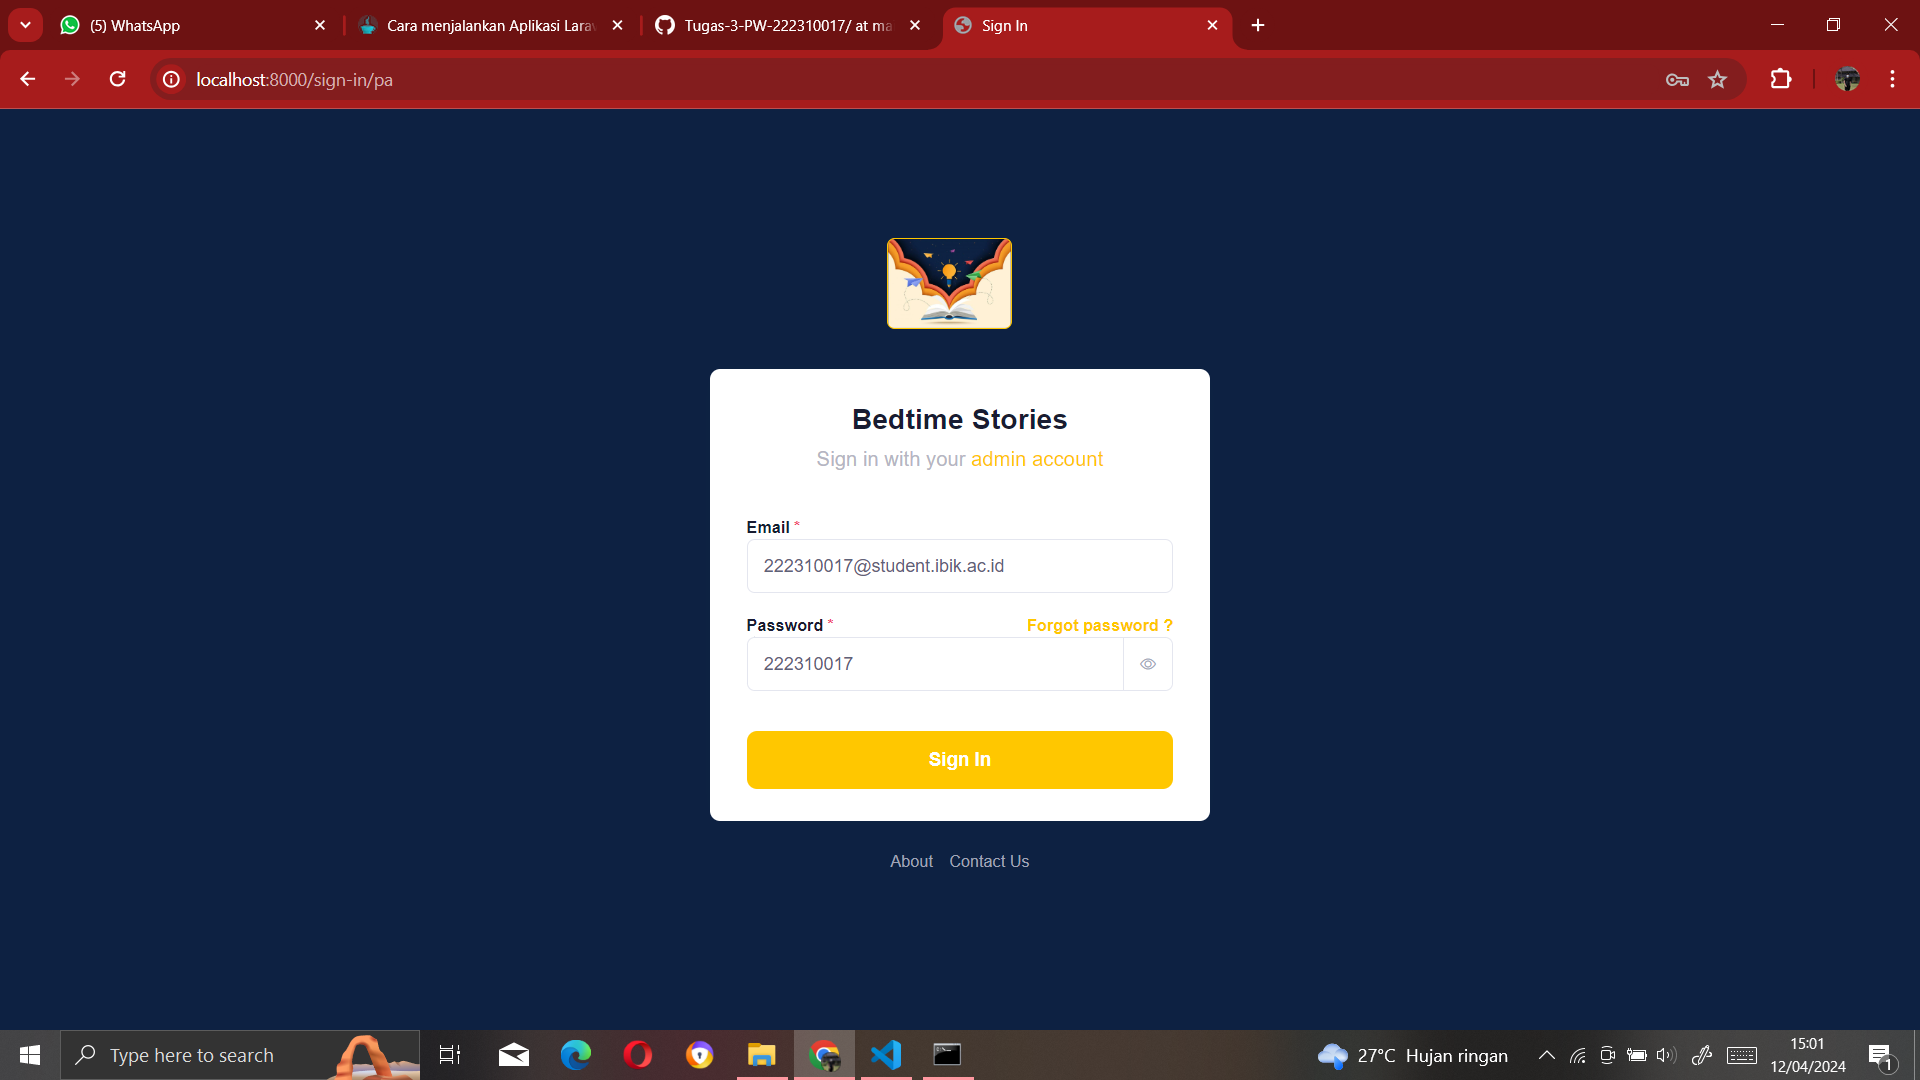 (5) WhatsApp
Cara menjalankan Aplikasi Larav
Tugas-3-PW-222310017/ at ma
Sign In
localhost:8000/sign-in/pa
Bedtime Stories
Sign in with your admin account
Email *
222310017@student.ibik.ac.id
Password *
Forgot password ?
222310017
Sign In
About Contact Us
Type here to search
27°C Hujan ringan
15:01
12/04/2024
1